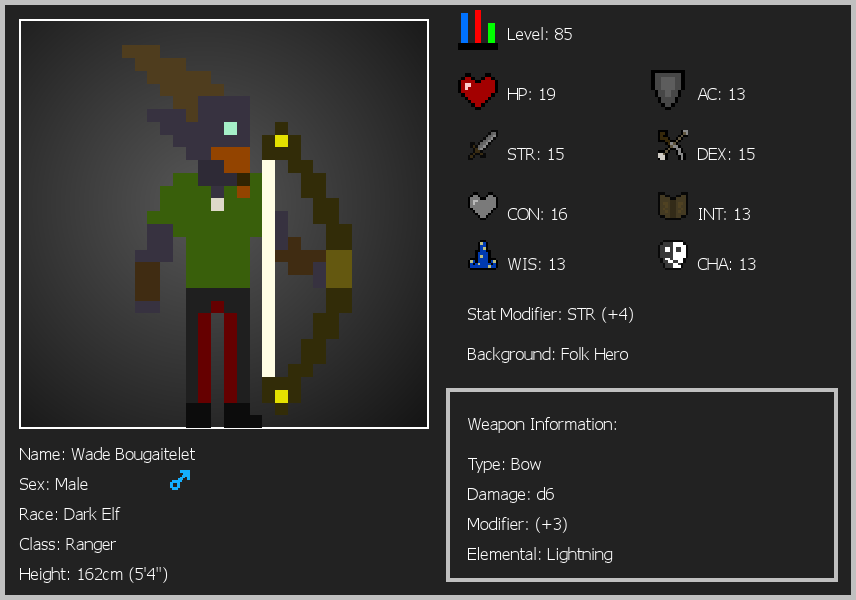 Level: 85
HP: 19
AC: 13
STR: 15
DEX: 15
CON: 16
INT: 13
WIS: 13
CHA: 13
Stat Modifier: STR (+4)
Background: Folk Hero
Weapon Information:
Type: Bow
Damage: d6
Modifier: (+3)
Elemental: Lightning
Name: Wade Bougaitelet
Sex: Male
Race: Dark Elf
Class: Ranger
Height: 162cm (5'4")